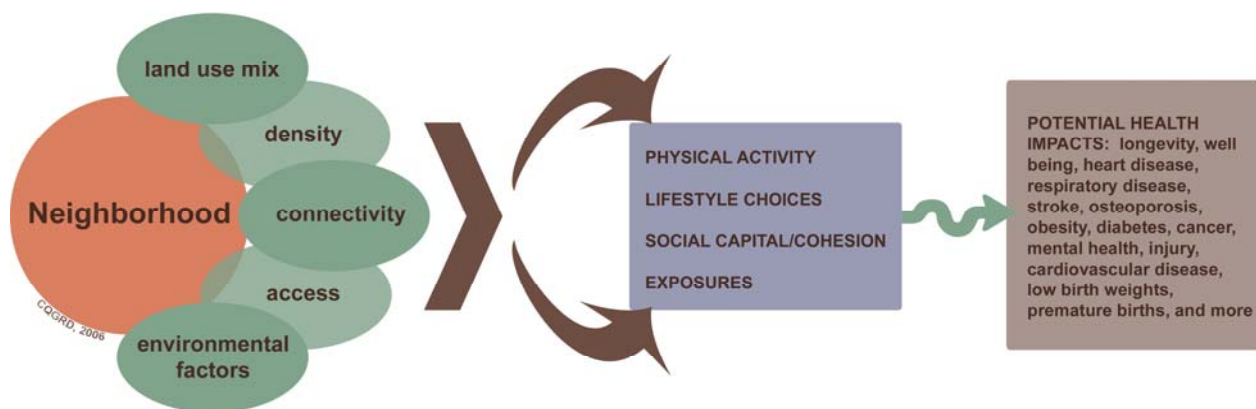 land use mix
density
Neighborhood
connectivity
access
environmental
factors
CQGRD, 2006
PHYSICAL ACTIVITY
LIFESTYLE CHOICES
SOCIAL CAPITAL/COHESION
EXPOSURES
POTENTIAL HEALTH
IMPACTS: longevity, well
being, heart disease,
respiratory disease,
stroke, osteoporosis,
obesity, diabetes, cancer,
mental health, injury,
cardiovascular disease,
low birth weights,
premature births, and more